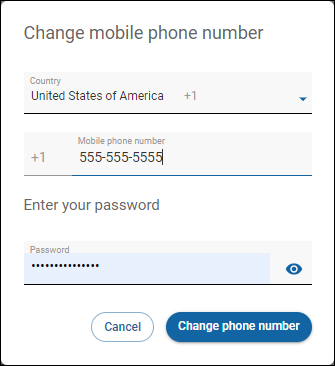 Change mobile phone number
Country
United States of America +1
Mobile phone number
+1 555-555-5555
Enter your password
Password
•••••••••••••••
Cancel Change phone number